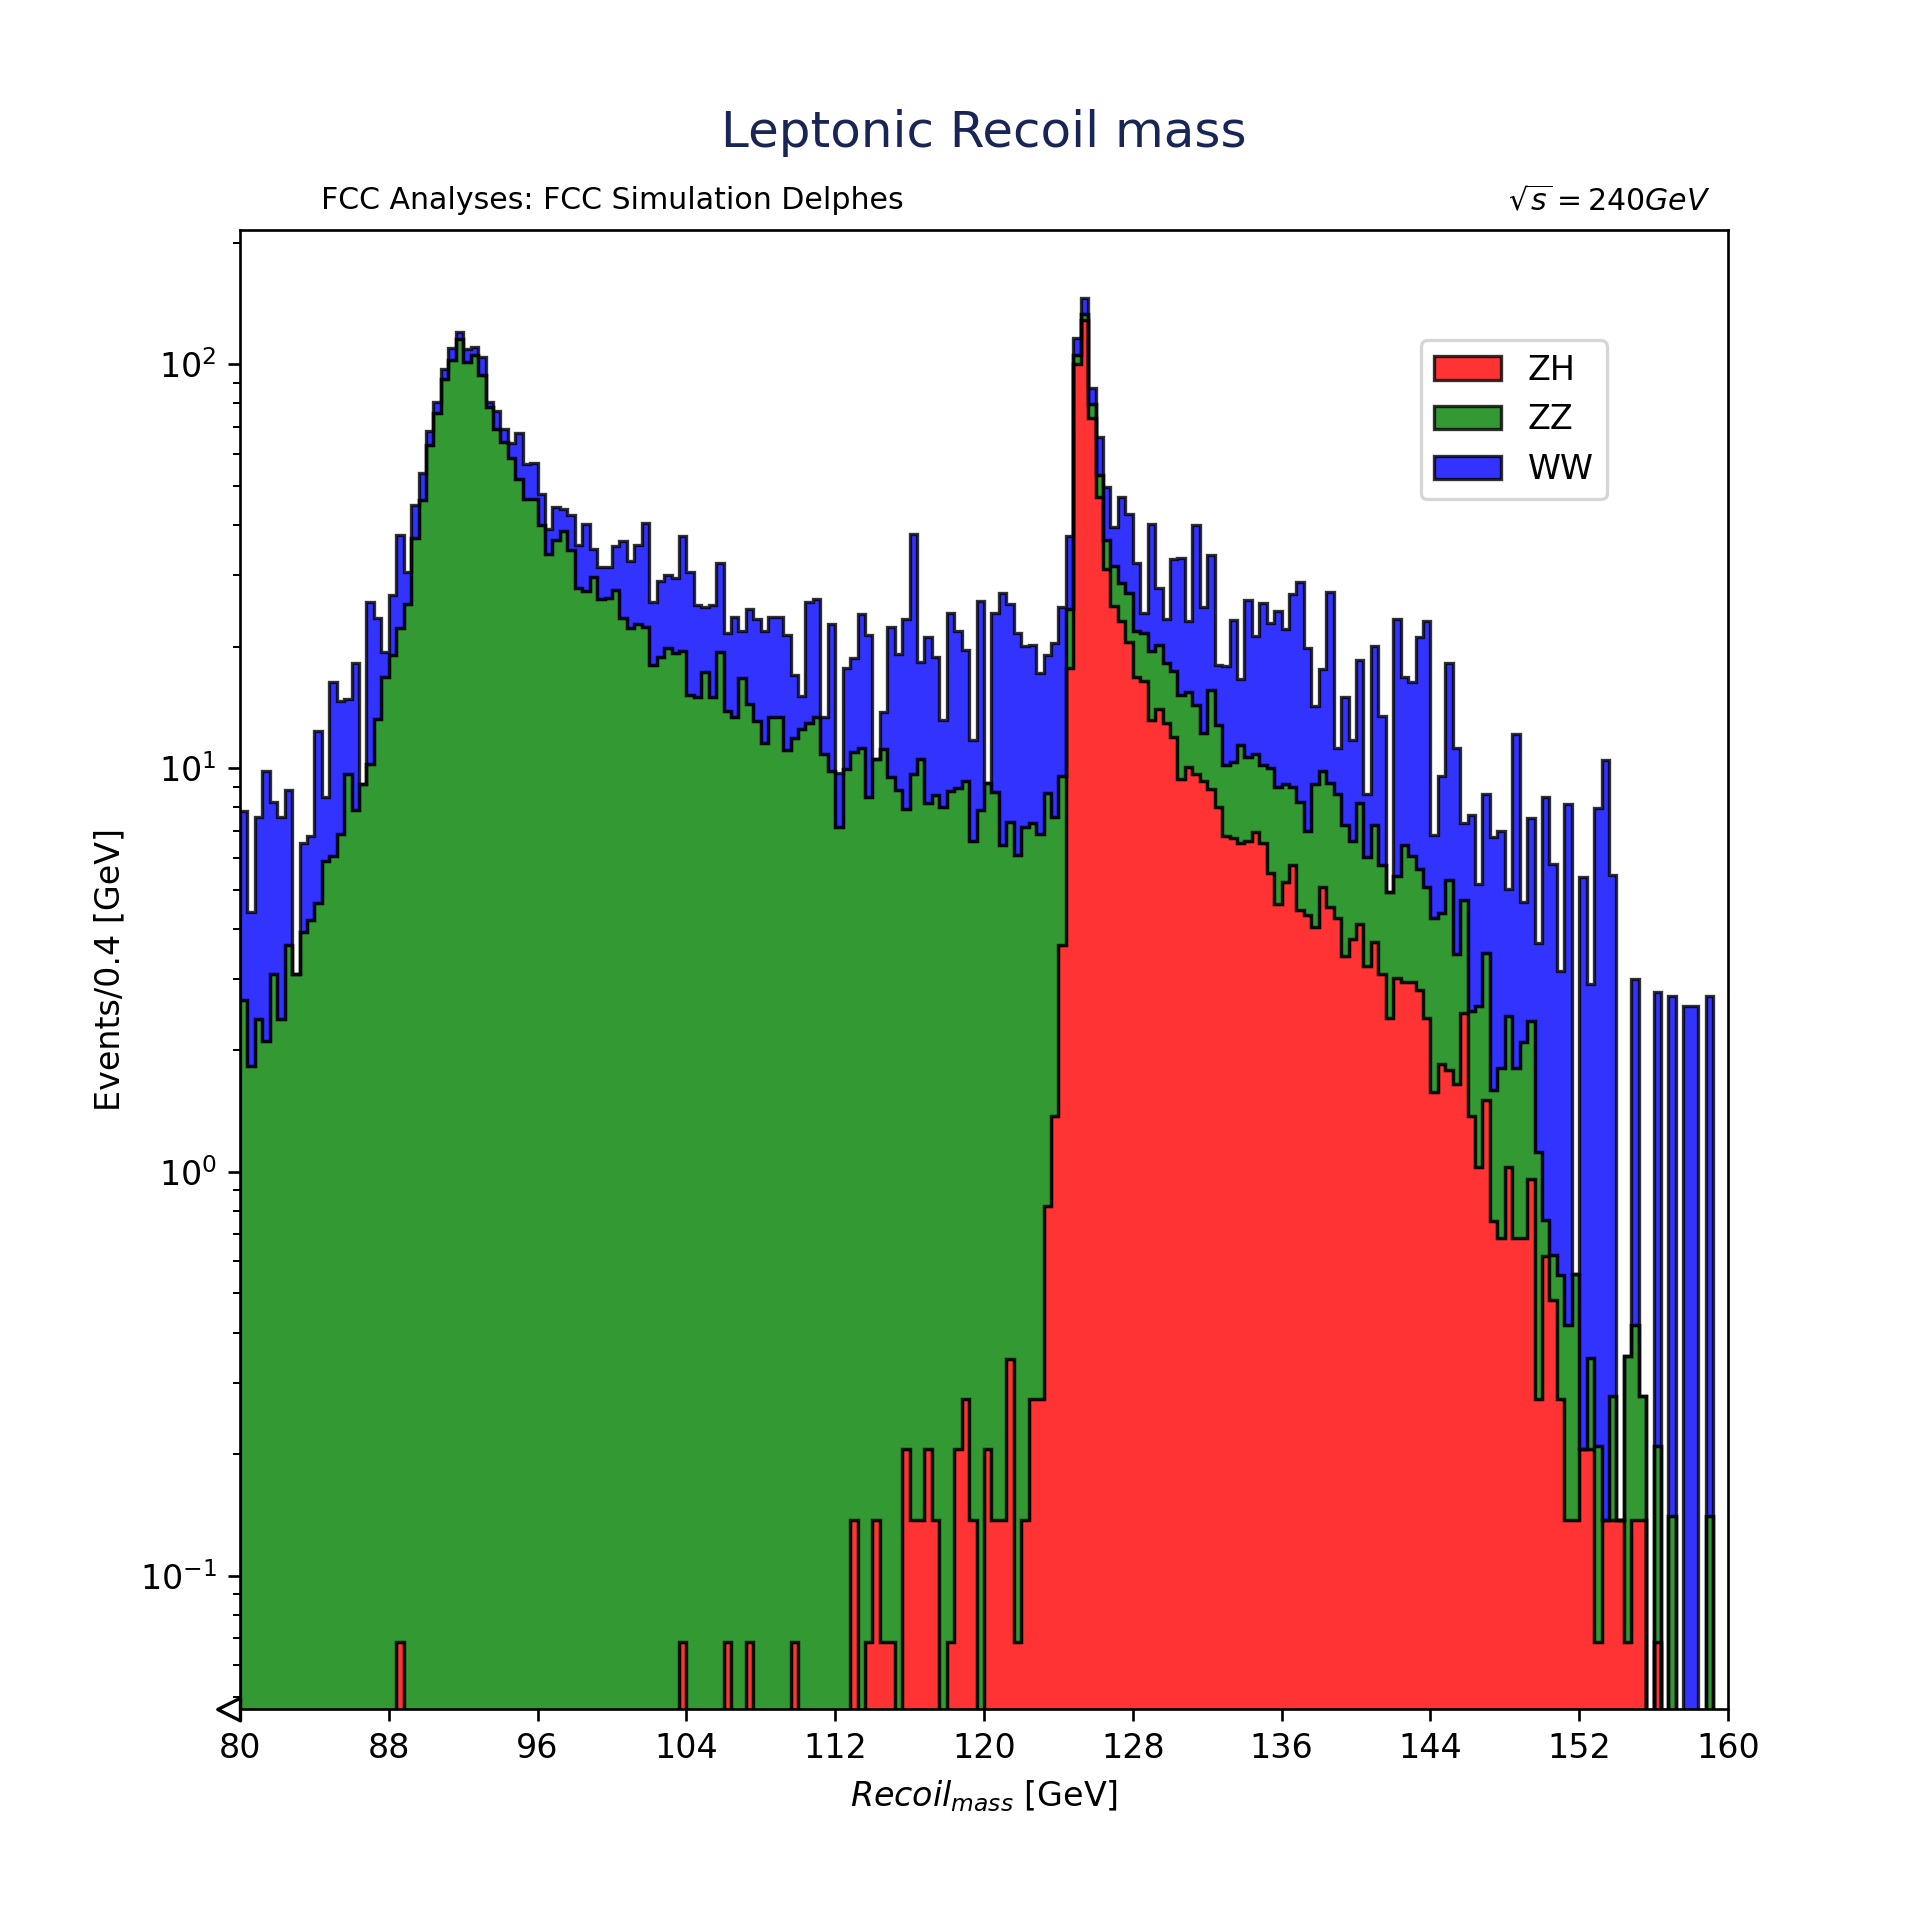 Leptonic Recoil mass
FCC Analyses: FCC Simulation Delphes
√s = 240GeV
10²
10¹
10⁰
10⁻¹
Events/0.4 [GeV]
ZH
ZZ
WW
80 88 96 104 112 120 128 136 144 152 160
Recoil_mass [GeV]